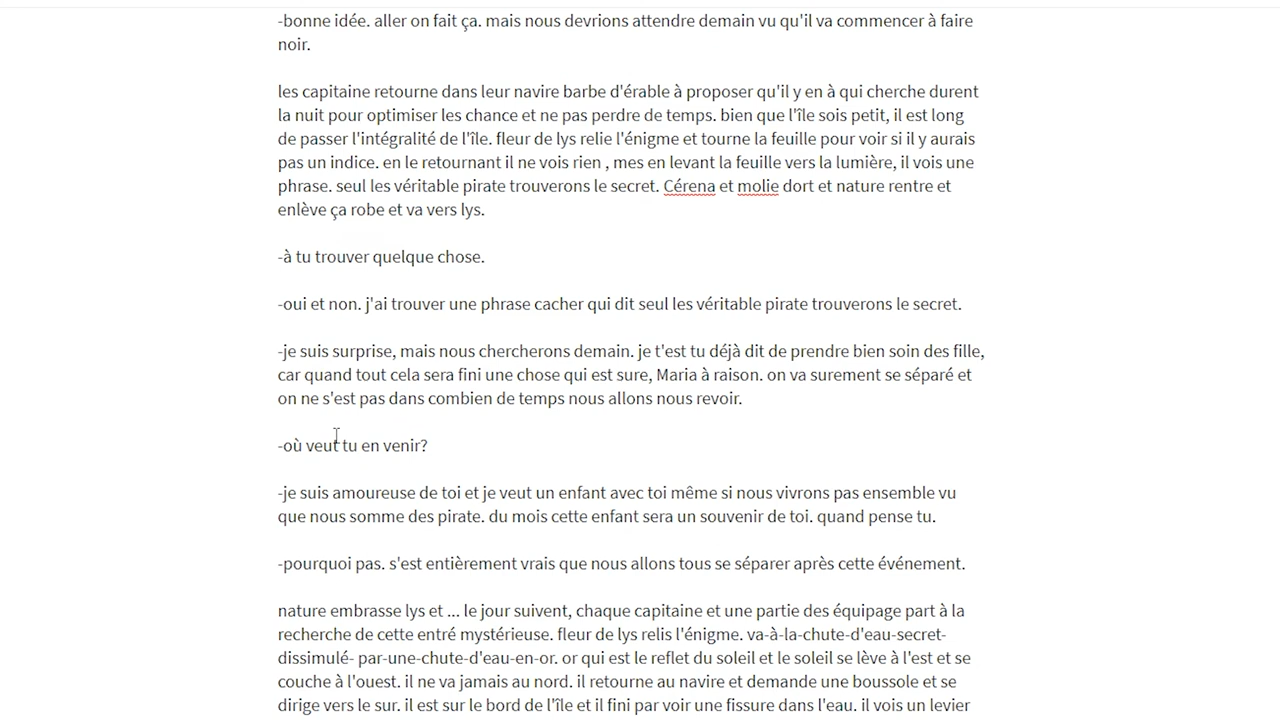 -bonne idée. aller on fait ça. mais nous devrions attendre demain vu qu'il va commencer à faire
noir.
les capitaine retourne dans leur navire barbe d'érable à proposer qu'il y en à qui cherche durent
la nuit pour optimiser les chance et ne pas perdre de temps. bien que l'île sois petit, il est long
de passer l'intégralité de l'île. fleur de lys relie l'énigme et tourne la feuille pour voir si il y aurais
pas un indice. en le retournant il ne vois rien , mes en levant la feuille vers la lumière, il vois une
phrase. seul les véritable pirate trouverons le secret. Cérena et molie dort et nature rentre et
enlève ça robe et va vers lys.
-à tu trouver quelque chose.
-oui et non. j'ai trouver une phrase cacher qui dit seul les véritable pirate trouverons le secret.
-je suis surprise, mais nous chercherons demain. je t'est tu déjà dit de prendre bien soin des fille,
car quand tout cela sera fini une chose qui est sure, Maria à raison. on va surement se séparé et
on ne s'est pas dans combien de temps nous allons nous revoir.
-où veut tu en venir?
-je suis amoureuse de toi et je veut un enfant avec toi même si nous vivrons pas ensemble vu
que nous somme des pirate. du mois cette enfant sera un souvenir de toi. quand pense tu.
-pourquoi pas. s'est entièrement vrais que nous allons tous se séparer après cette événement.
nature embrasse lys et ... le jour suivent, chaque capitaine et une partie des équipage part à la
recherche de cette entré mystérieuse. fleur de lys relis l'énigme. va-à-la-chute-d'eau-secret-
dissimulé- par-une-chute-d'eau-en-or. or qui est le reflet du soleil et le soleil se lève à l'est et se
couche à l'ouest. il ne va jamais au nord. il retourne au navire et demande une boussole et se
dirige vers le sur. il est sur le bord de l'île et il fini par voir une fissure dans l'eau. il vois un levier